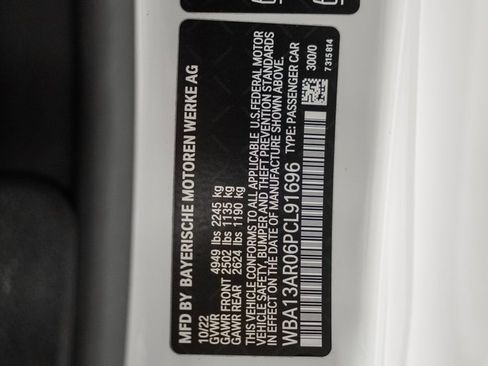 MFD BY BAYERISCHE MOTOREN WERKE AG
10/22
GVWR 4949 lbs 2245 kg
GAWR FRONT 2502 lbs 1135 kg
GAWR REAR 2624 lbs 1190 kg
THIS VEHICLE CONFORMS TO ALL APPLICABLE U.S.FEDERAL MOTOR
VEHICLE SAFETY, BUMPER AND THEFT PREVENTION STANDARDS
IN EFFECT ON THE DATE OF MANUFACTURE SHOWN ABOVE.
WBA13AR06PCL91696 TYPE: PASSENGER CAR
300/0
7315814